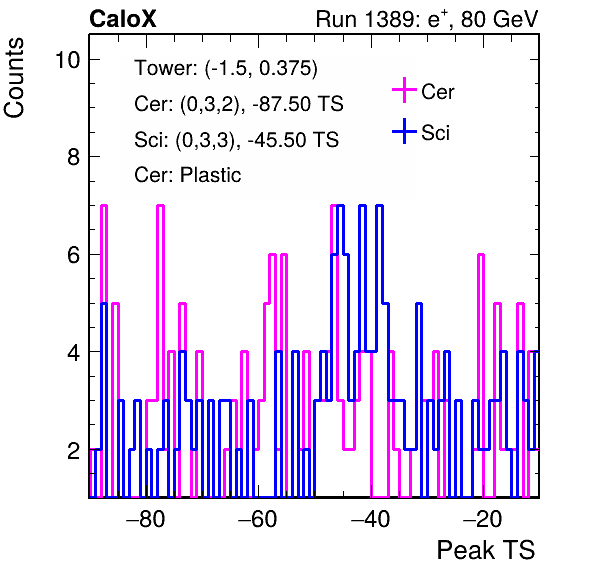 CaloX Run 1389: e⁺, 80 GeV
Counts
Tower: (-1.5, 0.375)
Cer: (0,3,2), -87.50 TS
Sci: (0,3,3), -45.50 TS
Cer: Plastic
Cer
Sci
10
8
6
4
2
−80 −60 −40 −20
Peak TS